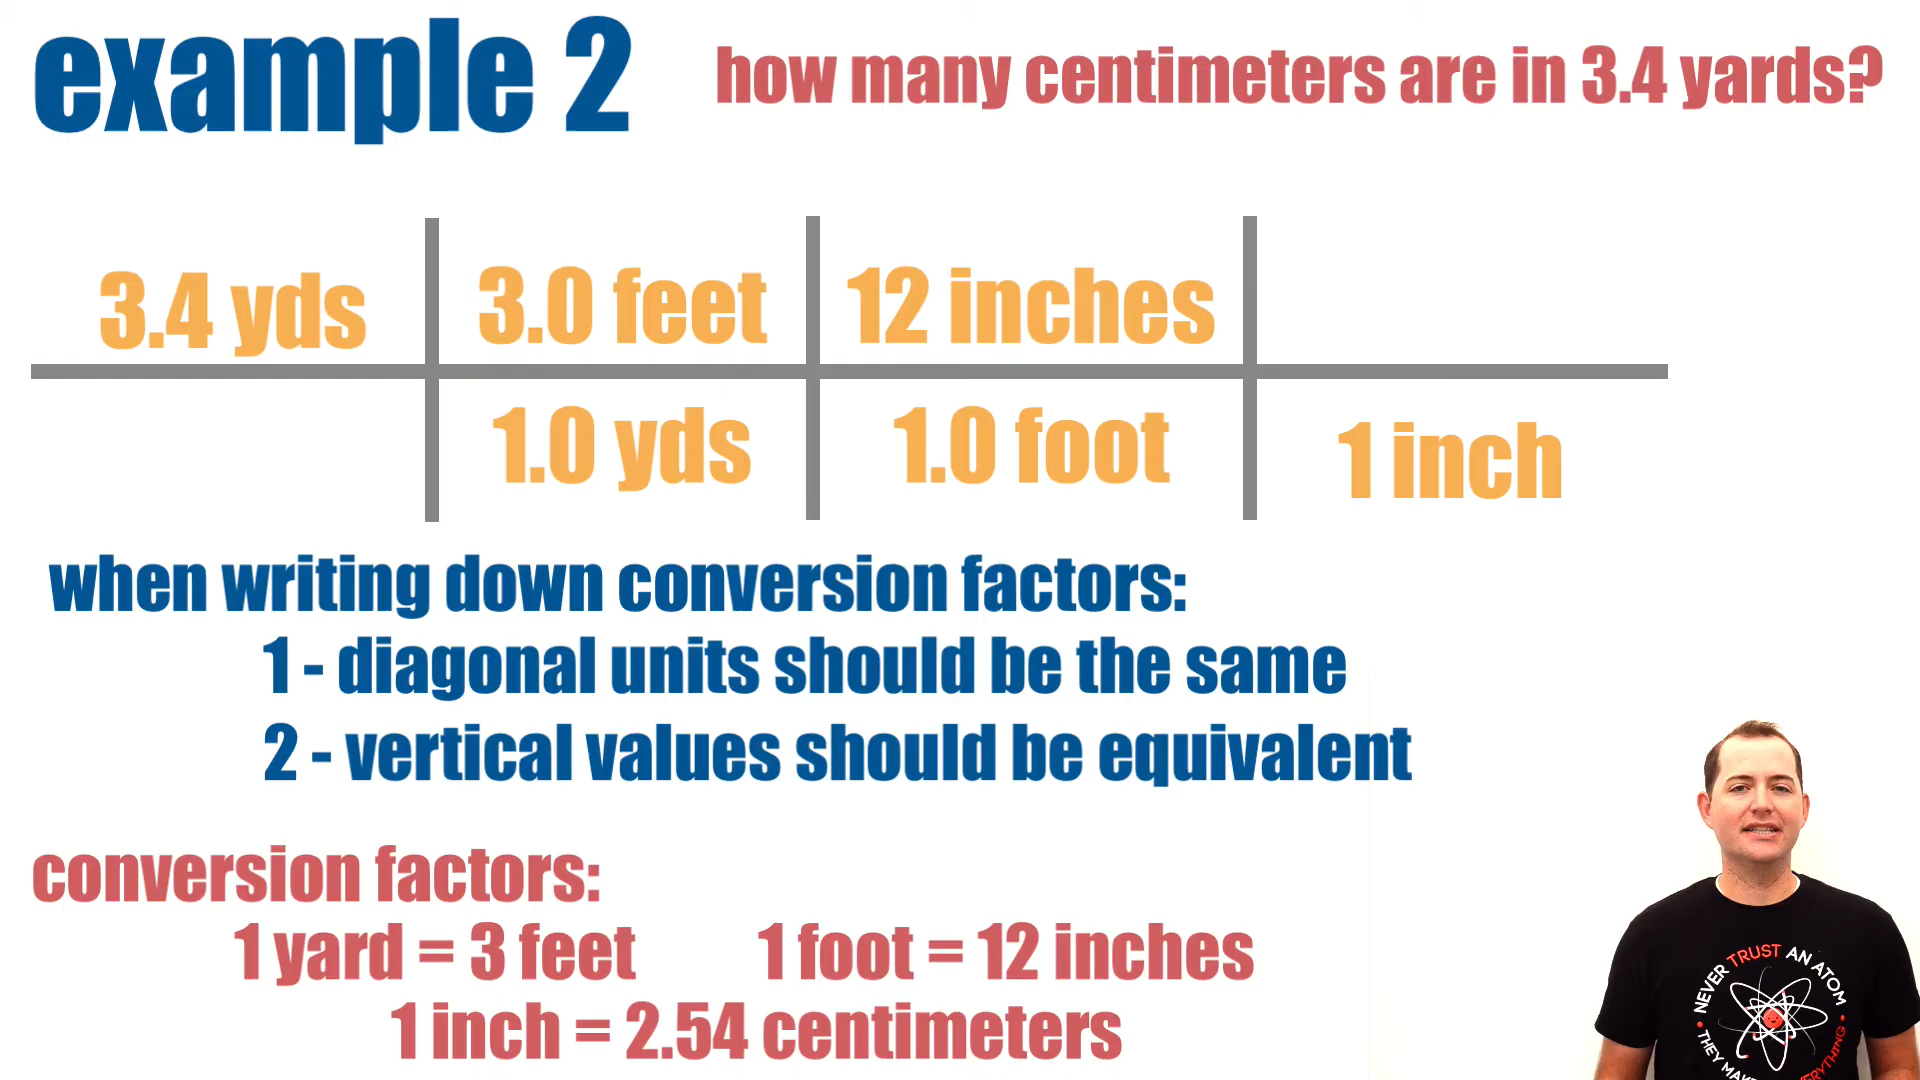 example 2
how many centimeters are in 3.4 yards?
3.4 yds 3.0 feet 12 inches
1.0 yds 1.0 foot 1 inch
when writing down conversion factors:
1 - diagonal units should be the same
2 - vertical values should be equivalent
conversion factors:
1 yard = 3 feet 1 foot = 12 inches
1 inch = 2.54 centimeters
NEVER TRUST AN ATOM
THEY